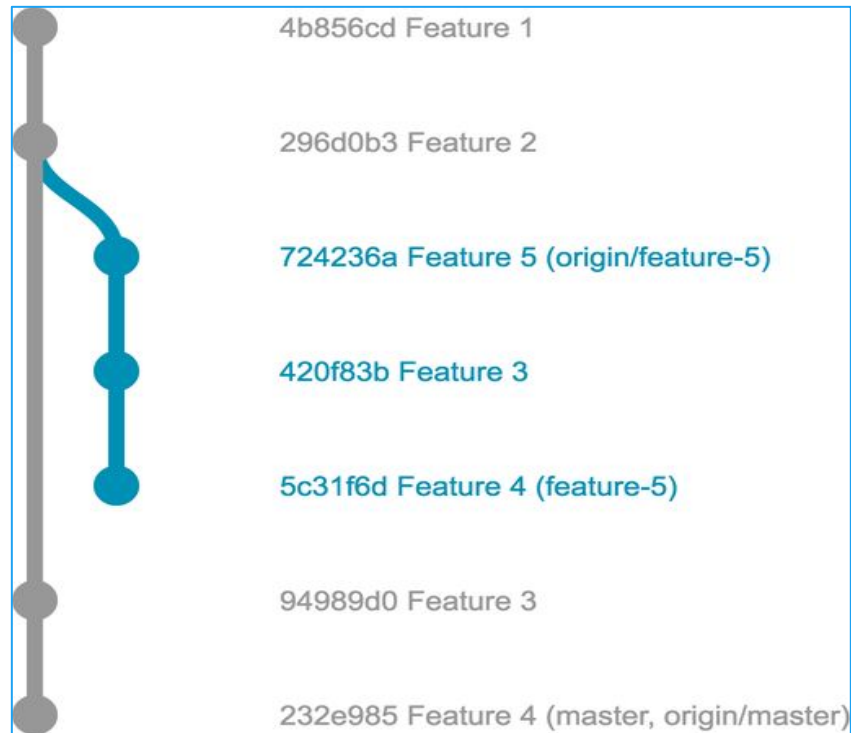 4b856cd Feature 1
296d0b3 Feature 2
724236a Feature 5 (origin/feature-5)
420f83b Feature 3
5c31f6d Feature 4 (feature-5)
94989d0 Feature 3
232e985 Feature 4 (master, origin/master)